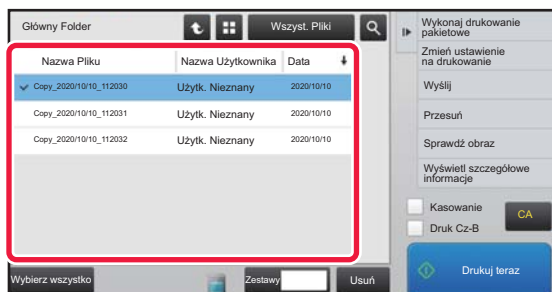 Główny Folder
Wszyst. Pliki
Nazwa Pliku Nazwa Użytkownika Data
Copy_2020/10/10_112030 Użytk. Nieznany 2020/10/10
Copy_2020/10/10_112031 Użytk. Nieznany 2020/10/10
Copy_2020/10/10_112032 Użytk. Nieznany 2020/10/10
Wybierz wszystko
Zestawy
Usuń
Wykonaj drukowanie
pakietowe
Zmień ustawienie
na drukowanie
Wyślij
Przesuń
Sprawdź obraz
Wyświetl szczegółowe
informacje
Kasowanie
Druk Cz-B
CA
Drukuj teraz